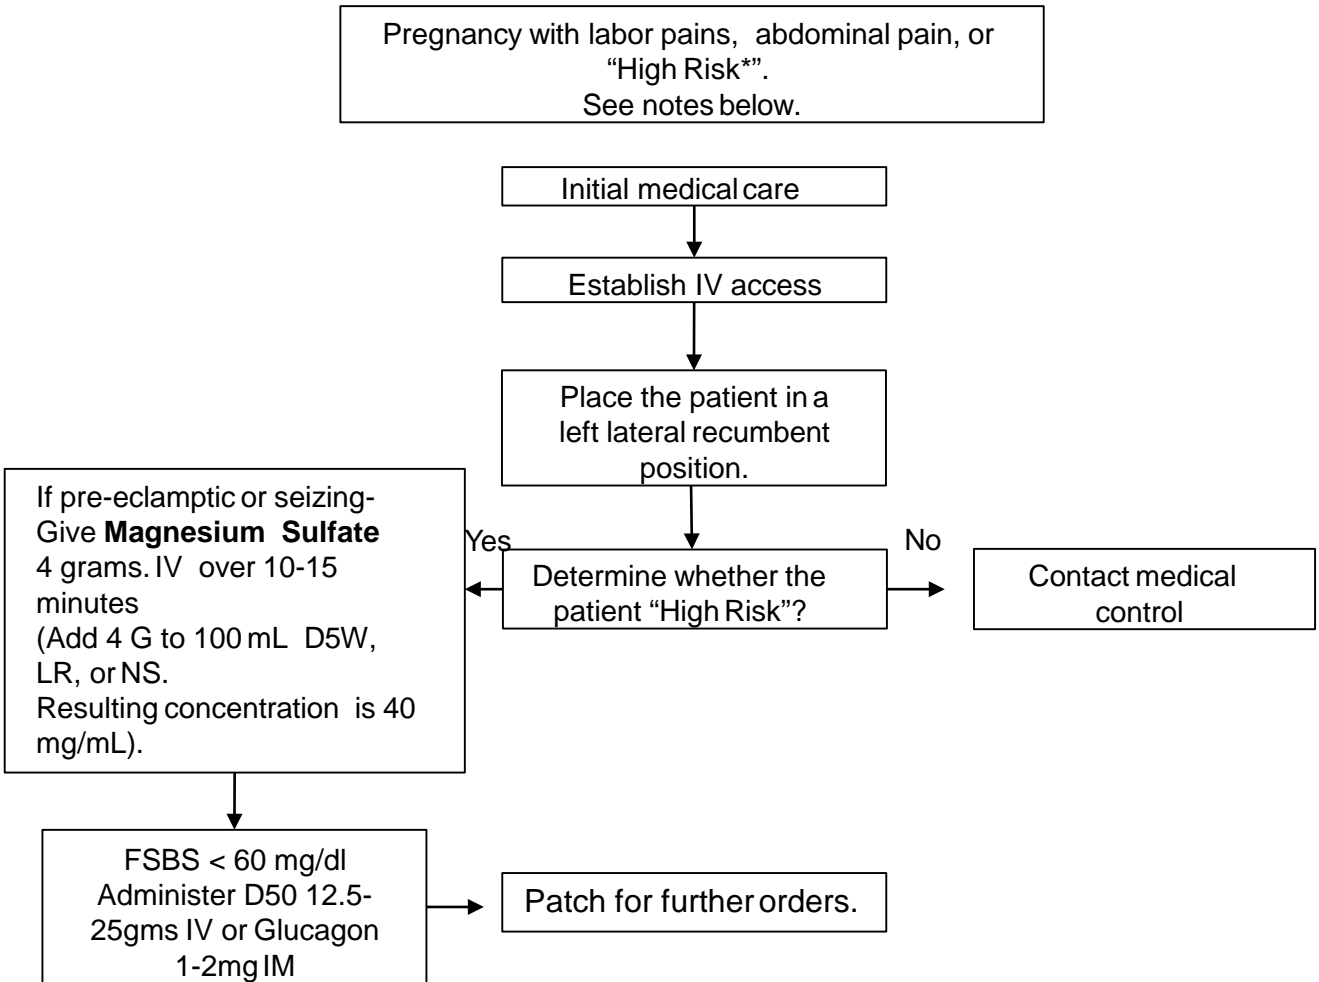 Pregnancy with labor pains, abdominal pain, or
“High Risk*”.
See notes below.
Initial medical care
Establish IV access
Place the patient in a
left lateral recumbent
position.
If pre-eclamptic or seizing-
Give Magnesium Sulfate
4 grams. IV over 10-15
minutes
(Add 4 G to 100 mL D5W,
LR, or NS.
Resulting concentration is 40
mg/mL).
Yes
Determine whether the
patient “High Risk”?
No
Contact medical
control
FSBS < 60 mg/dl
Administer D50 12.5-
25gms IV or Glucagon
1-2mg IM
Patch for further orders.